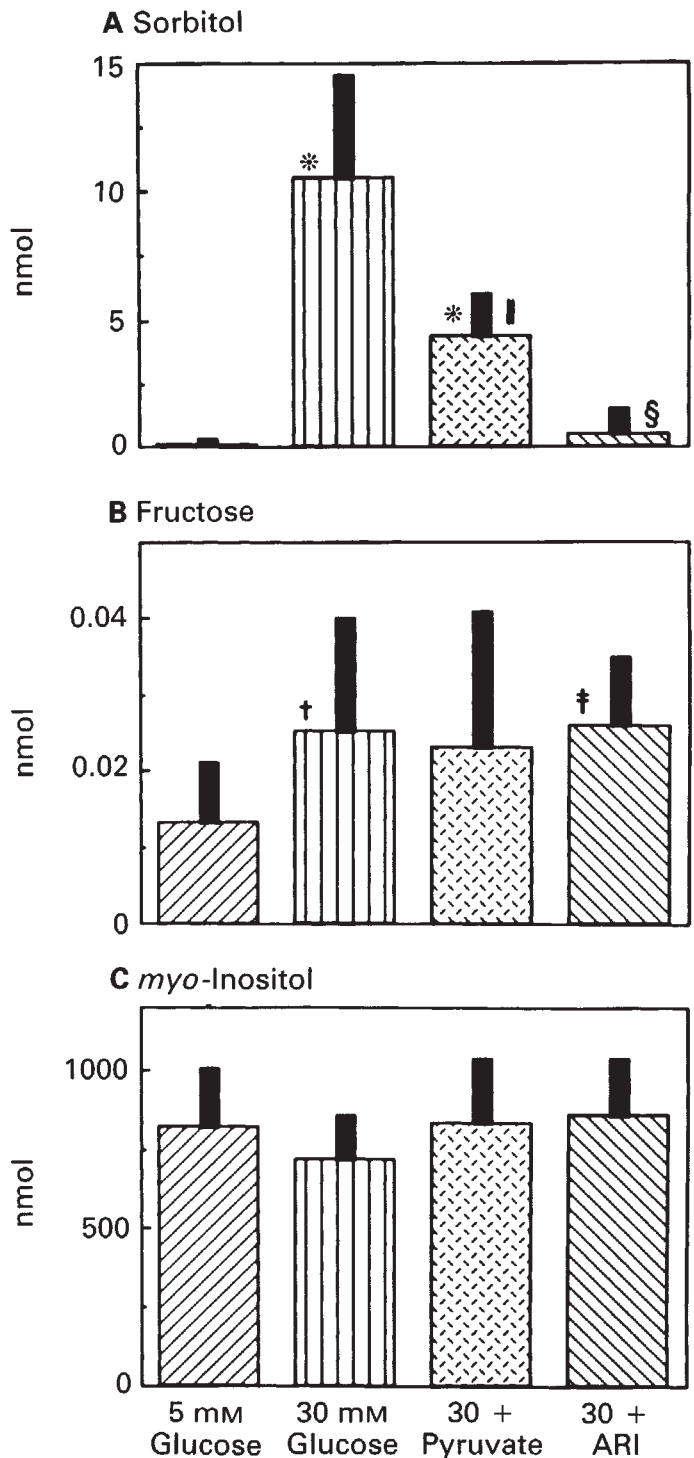 A Sorbitol
15
10
5
0
nmol
*
*
I
§
B Fructose
0.04
0.02
0
nmol
†
‡
C myo-Inositol
1000
500
0
nmol
5 mM Glucose
30 mM Glucose
30 + Pyruvate
30 + ARI